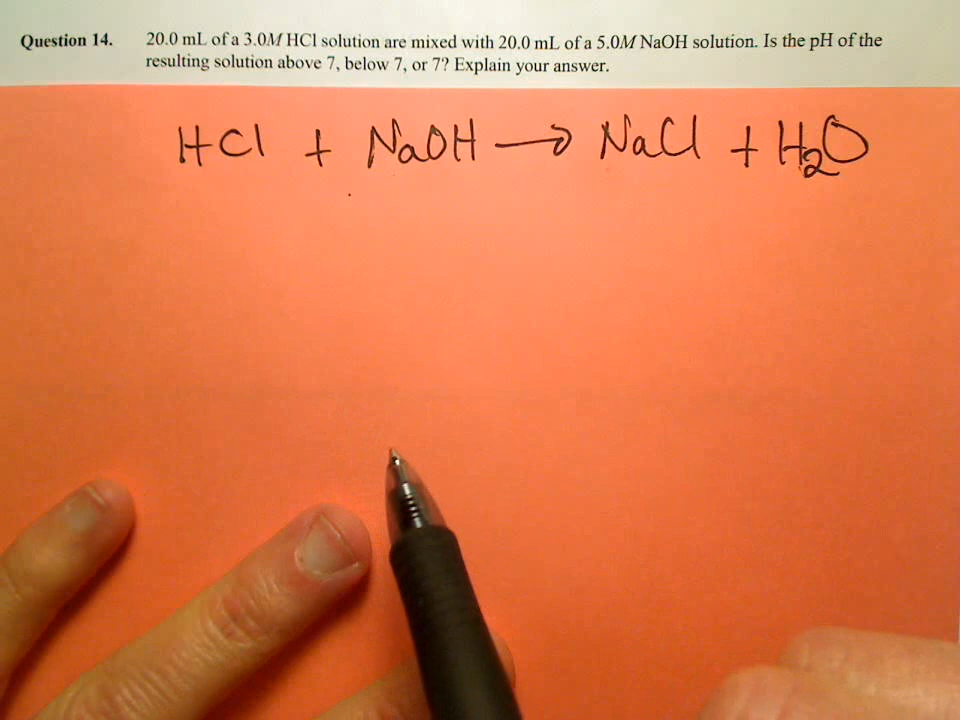 Question 14. 20.0 mL of a 3.0M HCl solution are mixed with 20.0 mL of a 5.0M NaOH solution. Is the pH of the
resulting solution above 7, below 7, or 7? Explain your answer.
HCl + NaOH → NaCl + H₂O